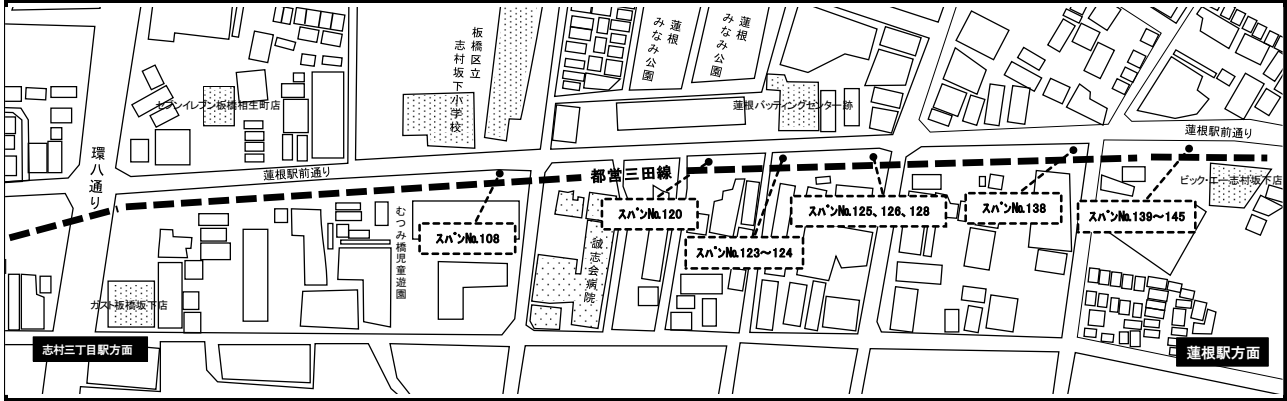 板橋区立
志村坂下小学校
蓮根
みなみ公園
蓮根
みなみ公園
セブンイレブン板橋相生町店
蓮根バッティングセンター跡
蓮根駅前通り
環八通り
蓮根駅前通り
都営三田線
ビック・エー志村坂下店
スパンNo.120
スパンNo.125、126、128
スパンNo.138
スパンNo.139～145
スパンNo.108
スパンNo.123～124
むつみ橋児童遊園
誠志会病院
ガスト板橋坂下店
志村三丁目駅方面
蓮根駅方面